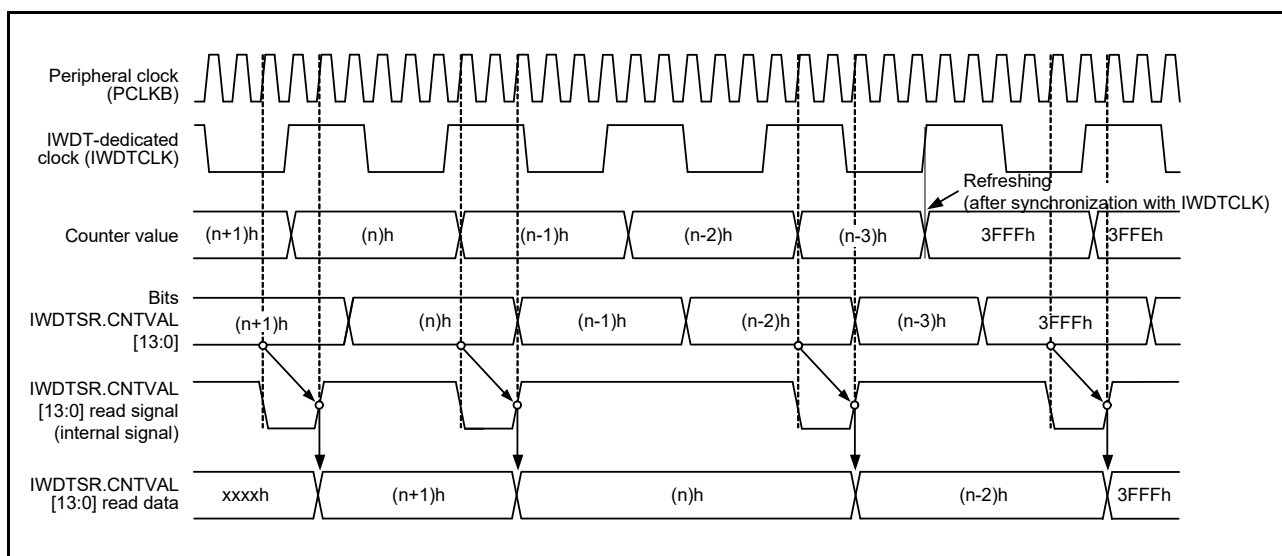 Peripheral clock
(PCLKB)
IWDT-dedicated
clock (IWDTCLK)
Refreshing
(after synchronization with IWDTCLK)
Counter value
(n+1)h
(n)h
(n-1)h
(n-2)h
(n-3)h
3FFFh
3FFEh
Bits
IWDTSR.CNTVAL
[13:0]
(n+1)h
(n)h
(n-1)h
(n-2)h
(n-3)h
3FFFh
IWDTSR.CNTVAL
[13:0] read signal
(internal signal)
IWDTSR.CNTVAL
[13:0] read data
xxxxh
(n+1)h
(n)h
(n-2)h
3FFFh